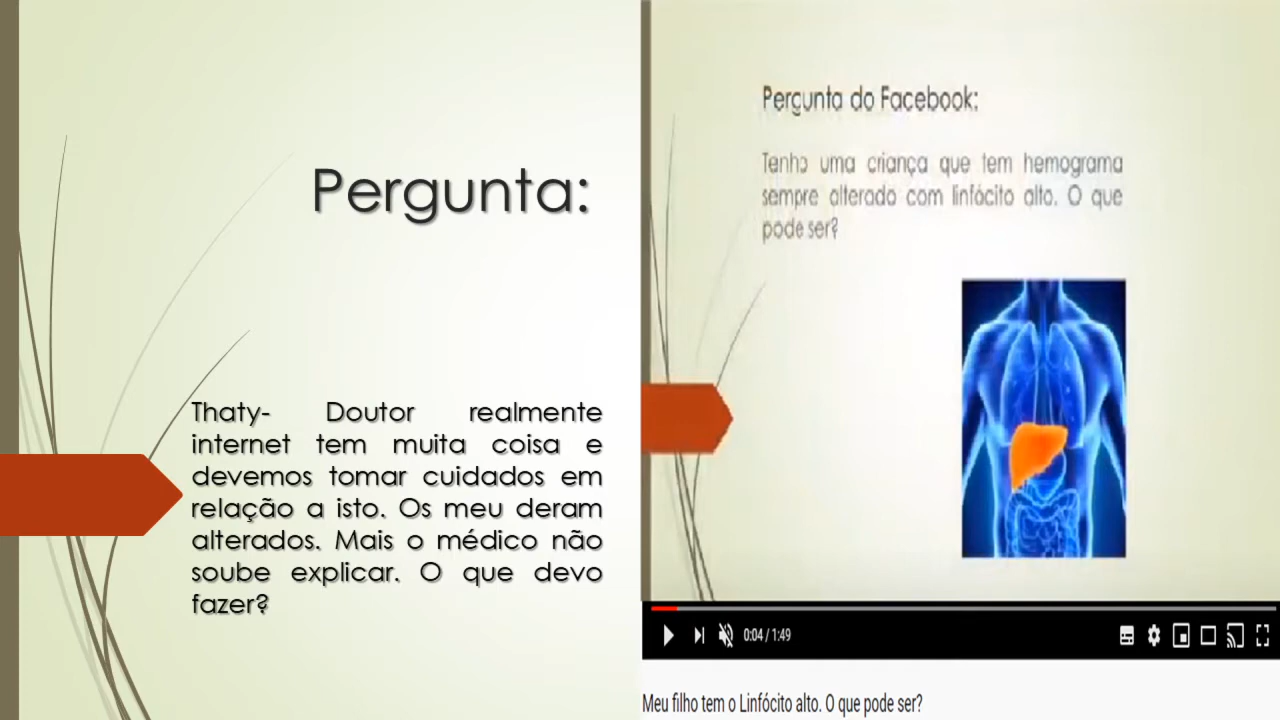 Pergunta:
Thaty- Doutor realmente
internet tem muita coisa e
devemos tomar cuidados em
relação a isto. Os meu deram
alterados. Mais o médico não
soube explicar. O que devo
fazer?
Pergunta do Facebook:
Tenho uma criança que tem hemograma
sempre alterado com linfócito alto. O que
pode ser?
0:04 / 1:49
Meu filho tem o Linfócito alto. O que pode ser?